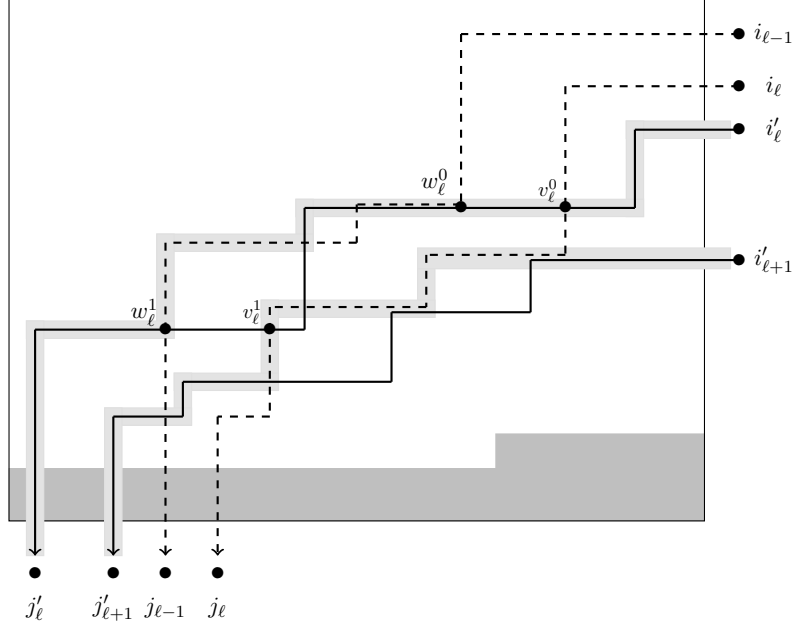 i_{ℓ−1}
i_ℓ
i′_ℓ
w^0_ℓ
v^0_ℓ
i′_{ℓ+1}
w^1_ℓ
v^1_ℓ
j′_ℓ j′_{ℓ+1} j_{ℓ−1} j_ℓ